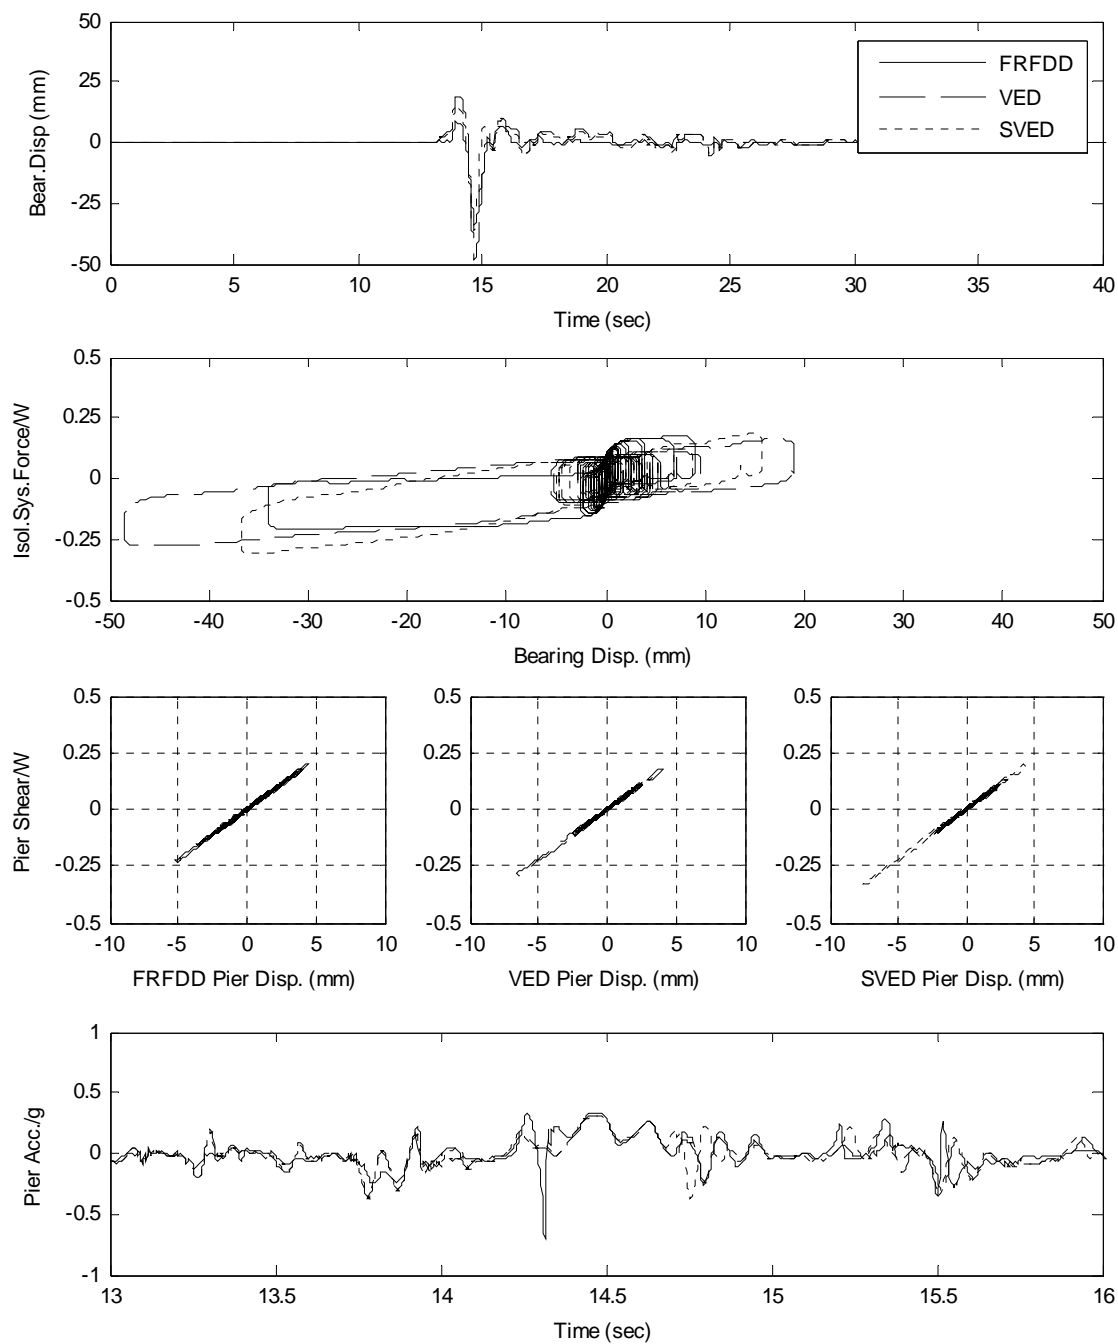 50
25
0
-25
-50
Bear.Disp (mm)
FRFDD
VED
SVED
0 5 10 15 20 25 30 35 40
Time (sec)
0.5
0.25
0
-0.25
-0.5
Isol.Sys.Force/W
-50 -40 -30 -20 -10 0 10 20 30 40 50
Bearing Disp. (mm)
0.5 0.5 0.5
0.25 0.25 0.25
0 0 0
-0.25 -0.25 -0.25
-0.5 -0.5 -0.5
Pier Shear/W
-10 -5 0 5 10 -10 -5 0 5 10 -10 -5 0 5 10
FRFDD Pier Disp. (mm) VED Pier Disp. (mm) SVED Pier Disp. (mm)
1
0.5
0
-0.5
-1
Pier Acc./g
13 13.5 14 14.5 15 15.5 16
Time (sec)